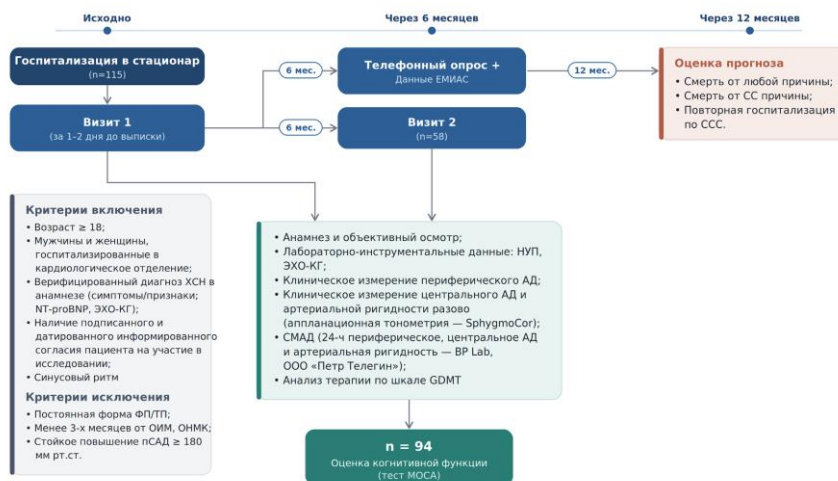 Исходно
Через 6 месяцев
Через 12 месяцев
Госпитализация в стационар
(n=115)
Визит 1
(за 1–2 дня до выписки)
6 мес.
6 мес.
Телефонный опрос +
Данные ЕМИАС
Визит 2
(n=58)
12 мес.
Оценка прогноза
• Смерть от любой причины;
• Смерть от СС причины;
• Повторная госпитализация
по ССС.
Критерии включения
• Возраст ≥ 18;
• Мужчины и женщины,
госпитализированные в
кардиологическое отделение;
• Верифицированный диагноз ХСН в
анамнезе (симптомы/признаки;
NT-proBNP, ЭХО-КГ);
• Наличие подписанного и
датированного информированного
согласия пациента на участие в
исследовании;
• Синусовый ритм
Критерии исключения
• Постоянная форма ФП/ТП;
• Менее 3-х месяцев от ОИМ, ОНМК;
• Стойкое повышение пСАД ≥ 180
мм рт.ст.
• Анамнез и объективный осмотр;
• Лабораторно-инструментальные данные: НУП,
ЭХО-КГ;
• Клиническое измерение периферического АД;
• Клиническое измерение центрального АД и
артериальной ригидности разово
(аппланационная тонометрия — SphygmoCor);
• СМАД (24-ч периферическое, центральное АД
и артериальная ригидность — BP Lab,
ООО «Петр Телегин»);
• Анализ терапии по шкале GDMT
n = 94
Оценка когнитивной функции
(тест МОСА)